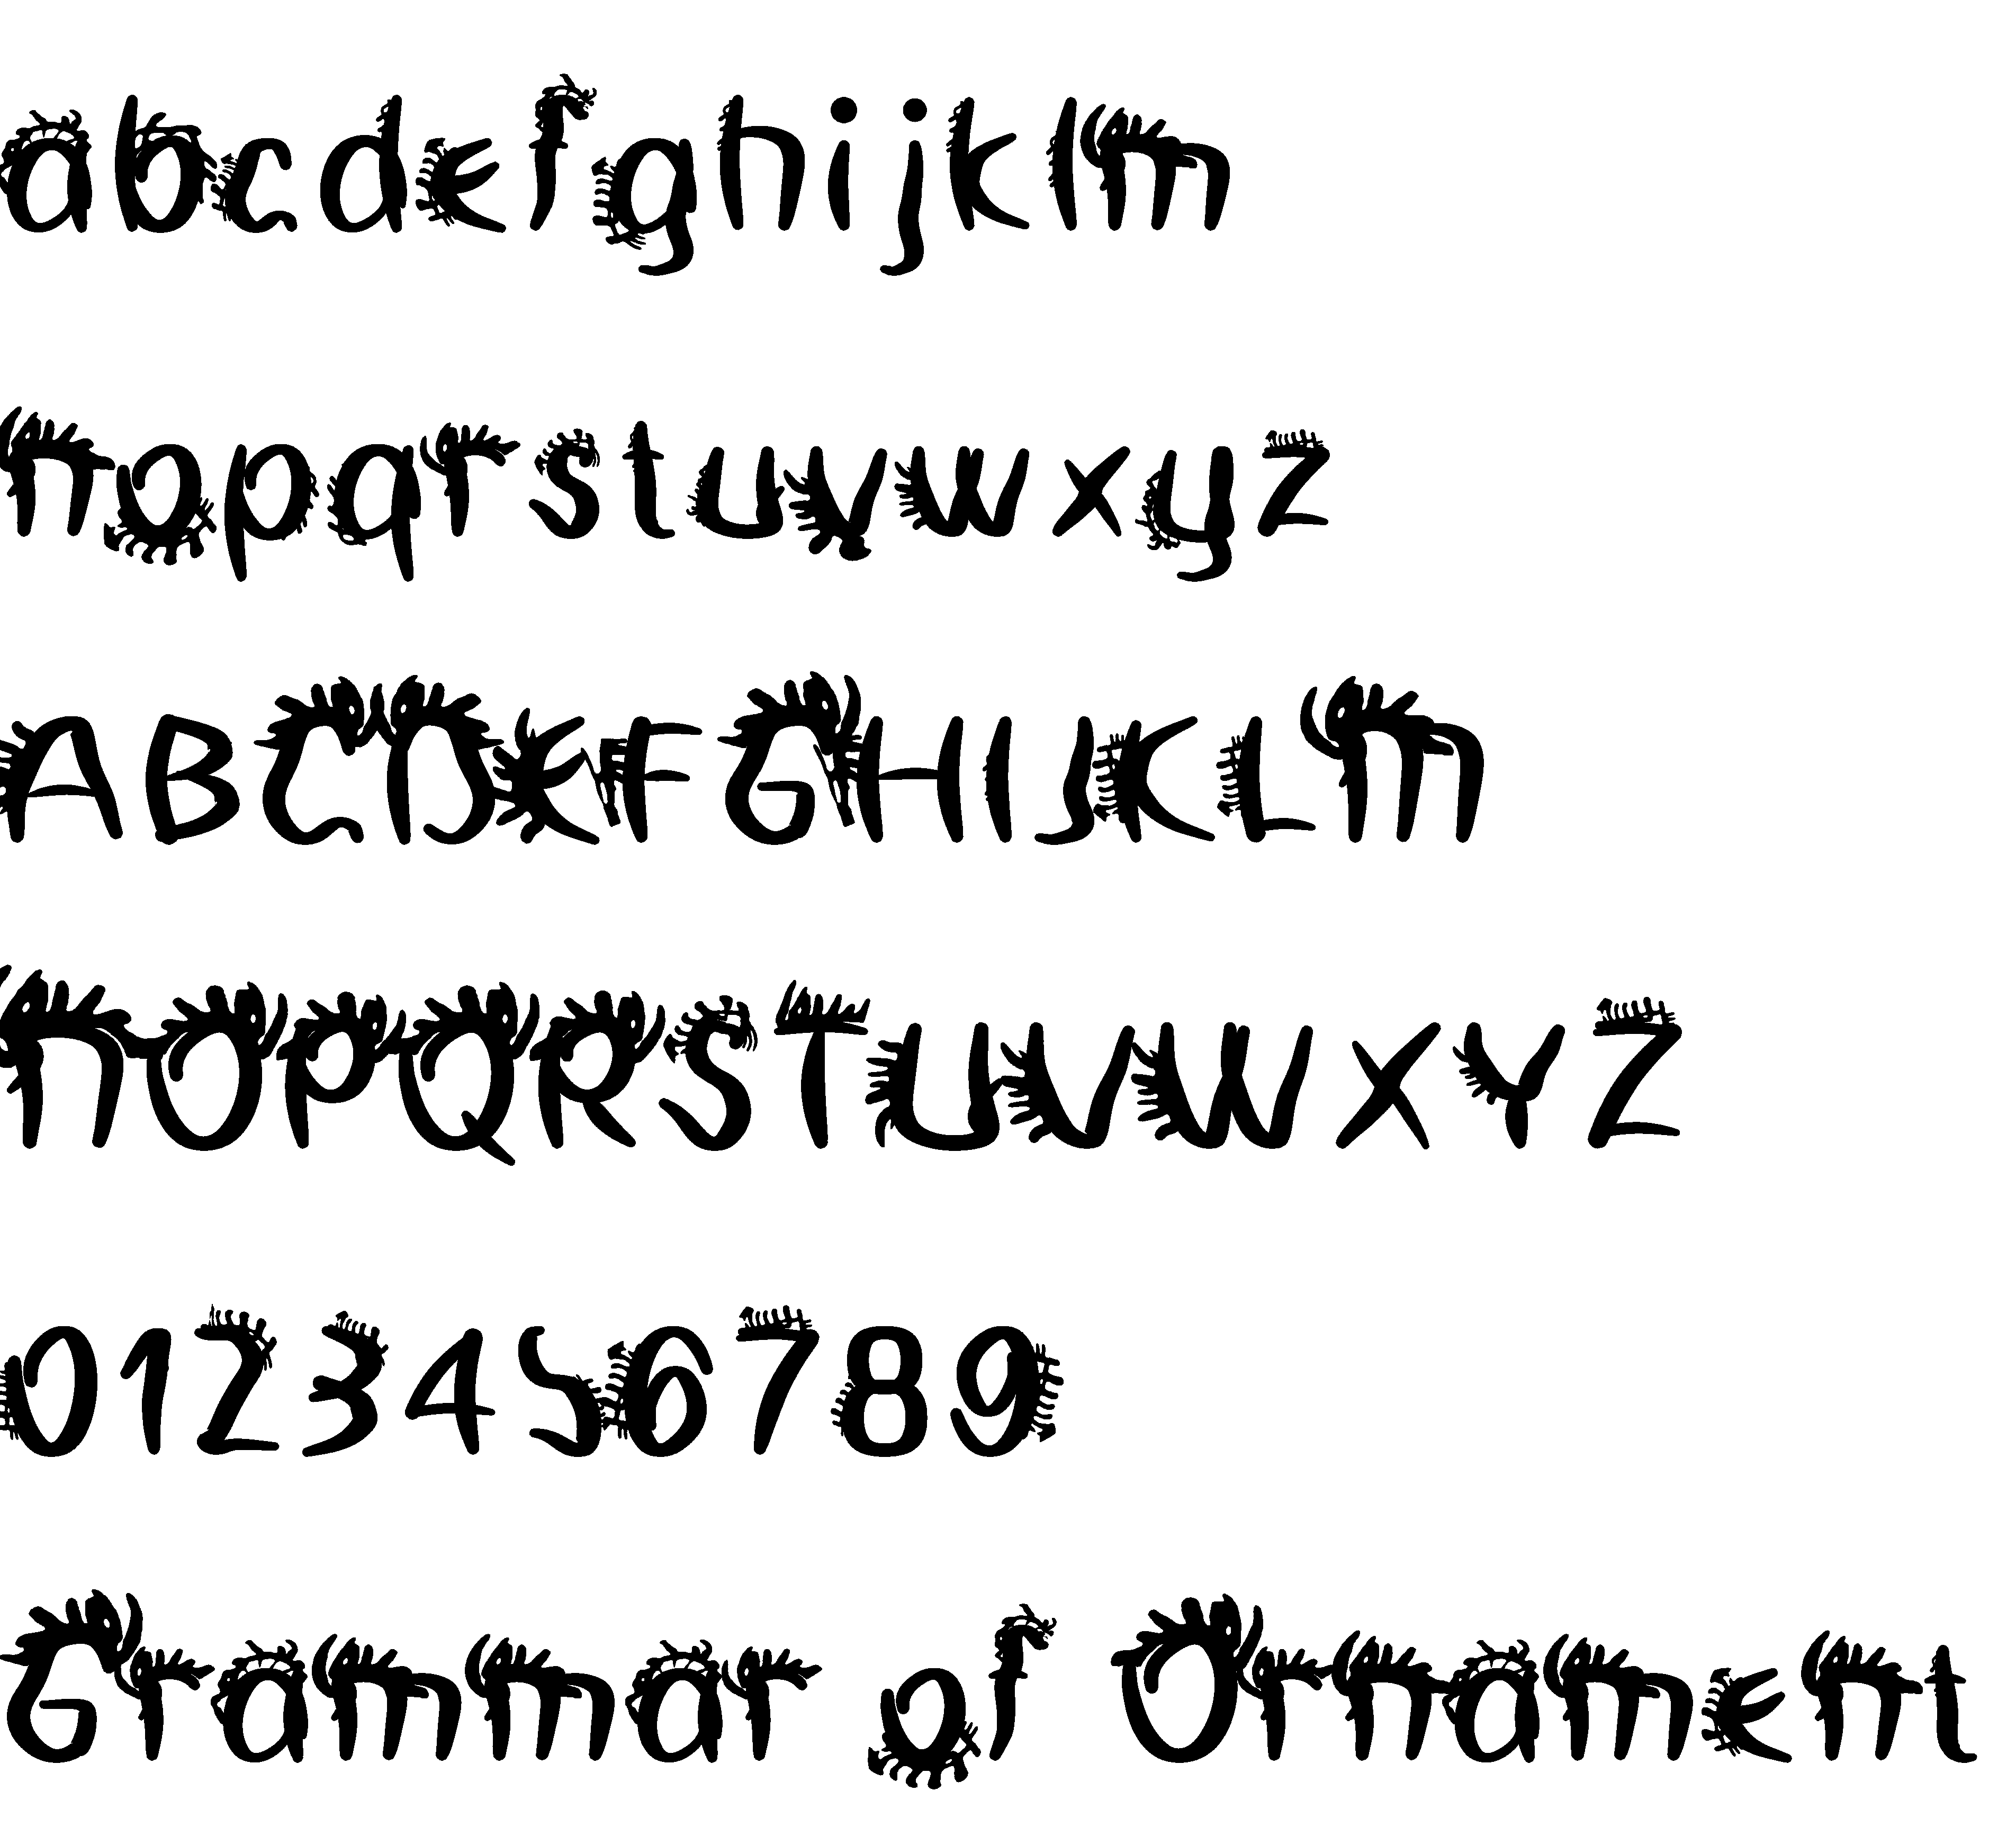 abcdefghijklm
nopqrstuvwxyz
ABCDEFGHIJKLM
NOPQRSTUVWXYZ
0123456789
Grammar of Ornament